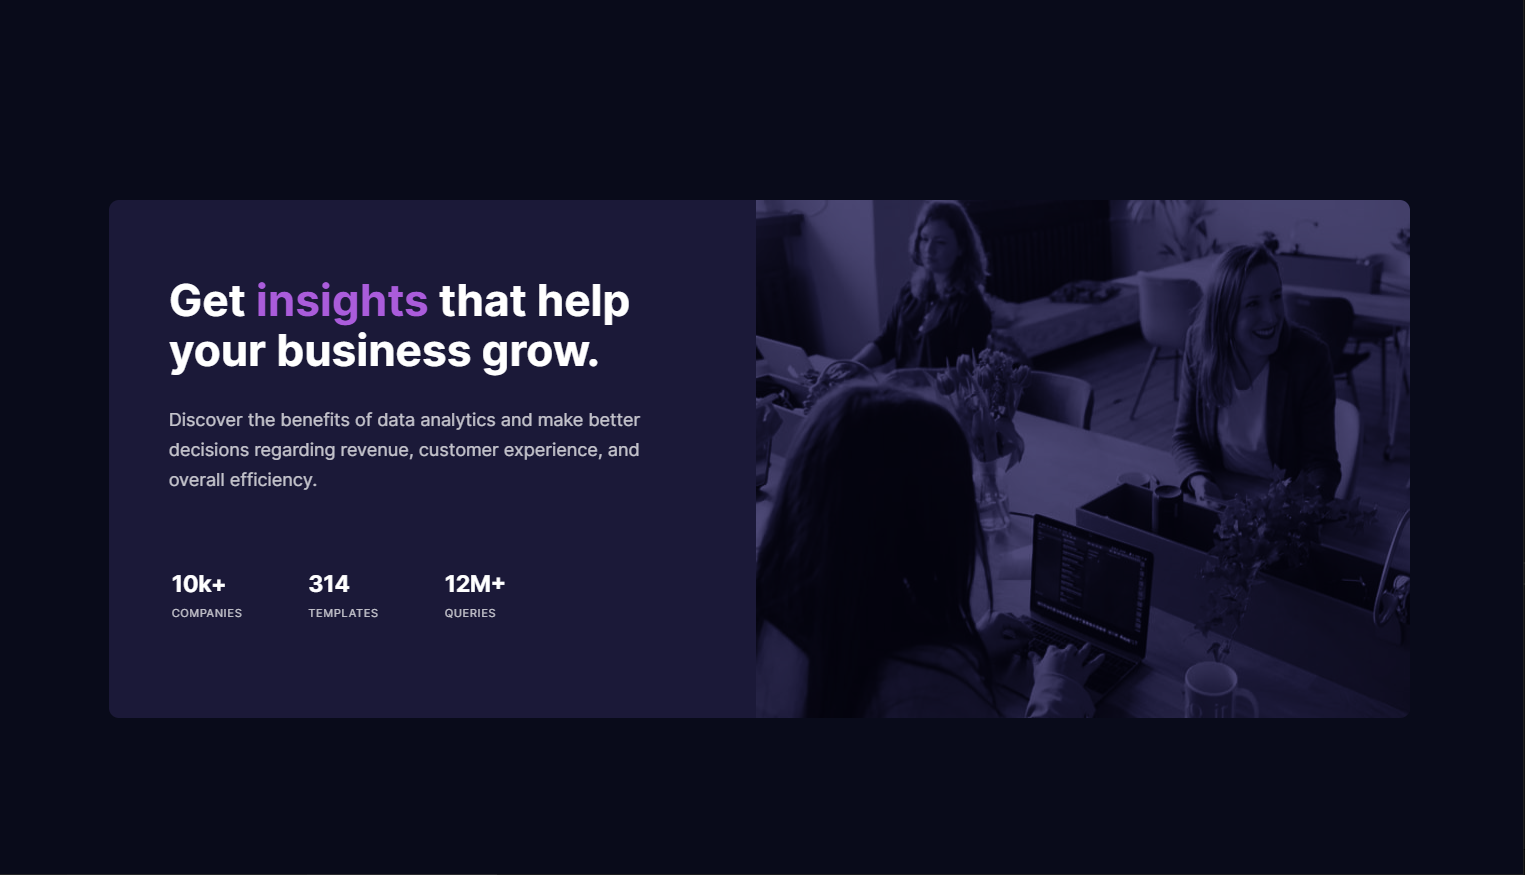 Get insights that help
your business grow.
Discover the benefits of data analytics and make better
decisions regarding revenue, customer experience, and
overall efficiency.
10k+ 314 12M+
COMPANIES TEMPLATES QUERIES